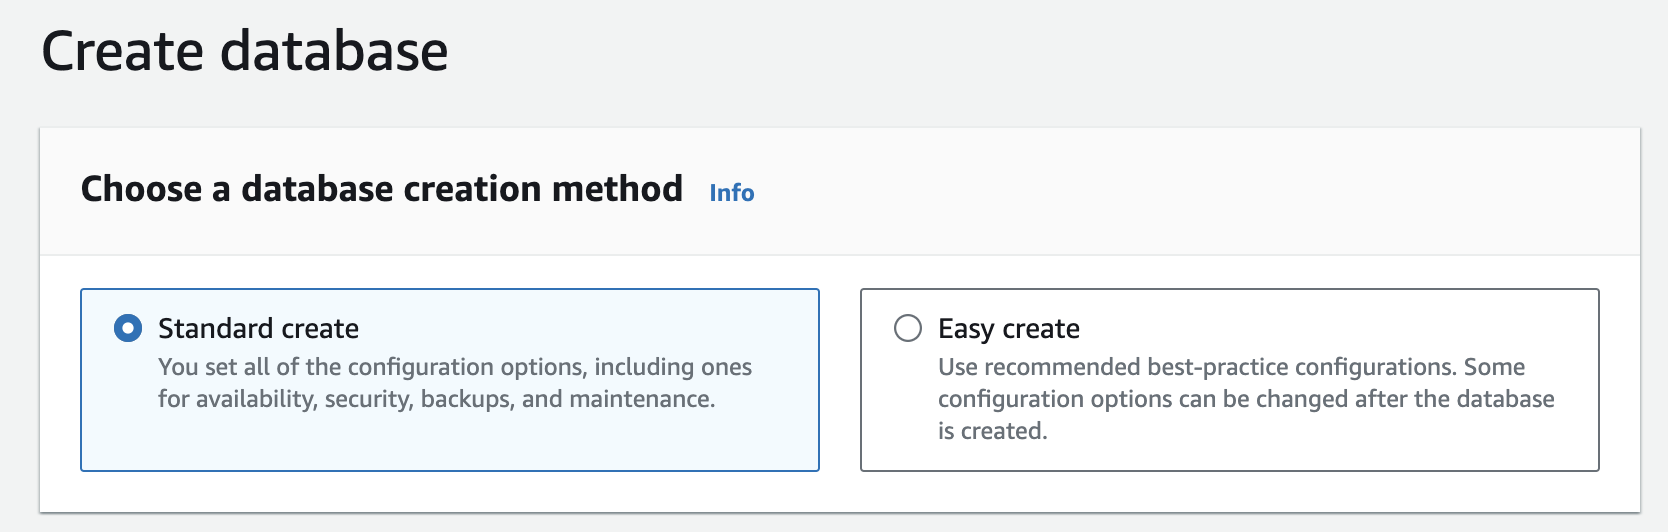 Create database
Choose a database creation method Info
Standard create
You set all of the configuration options, including ones
for availability, security, backups, and maintenance.
Easy create
Use recommended best-practice configurations. Some
configuration options can be changed after the database
is created.